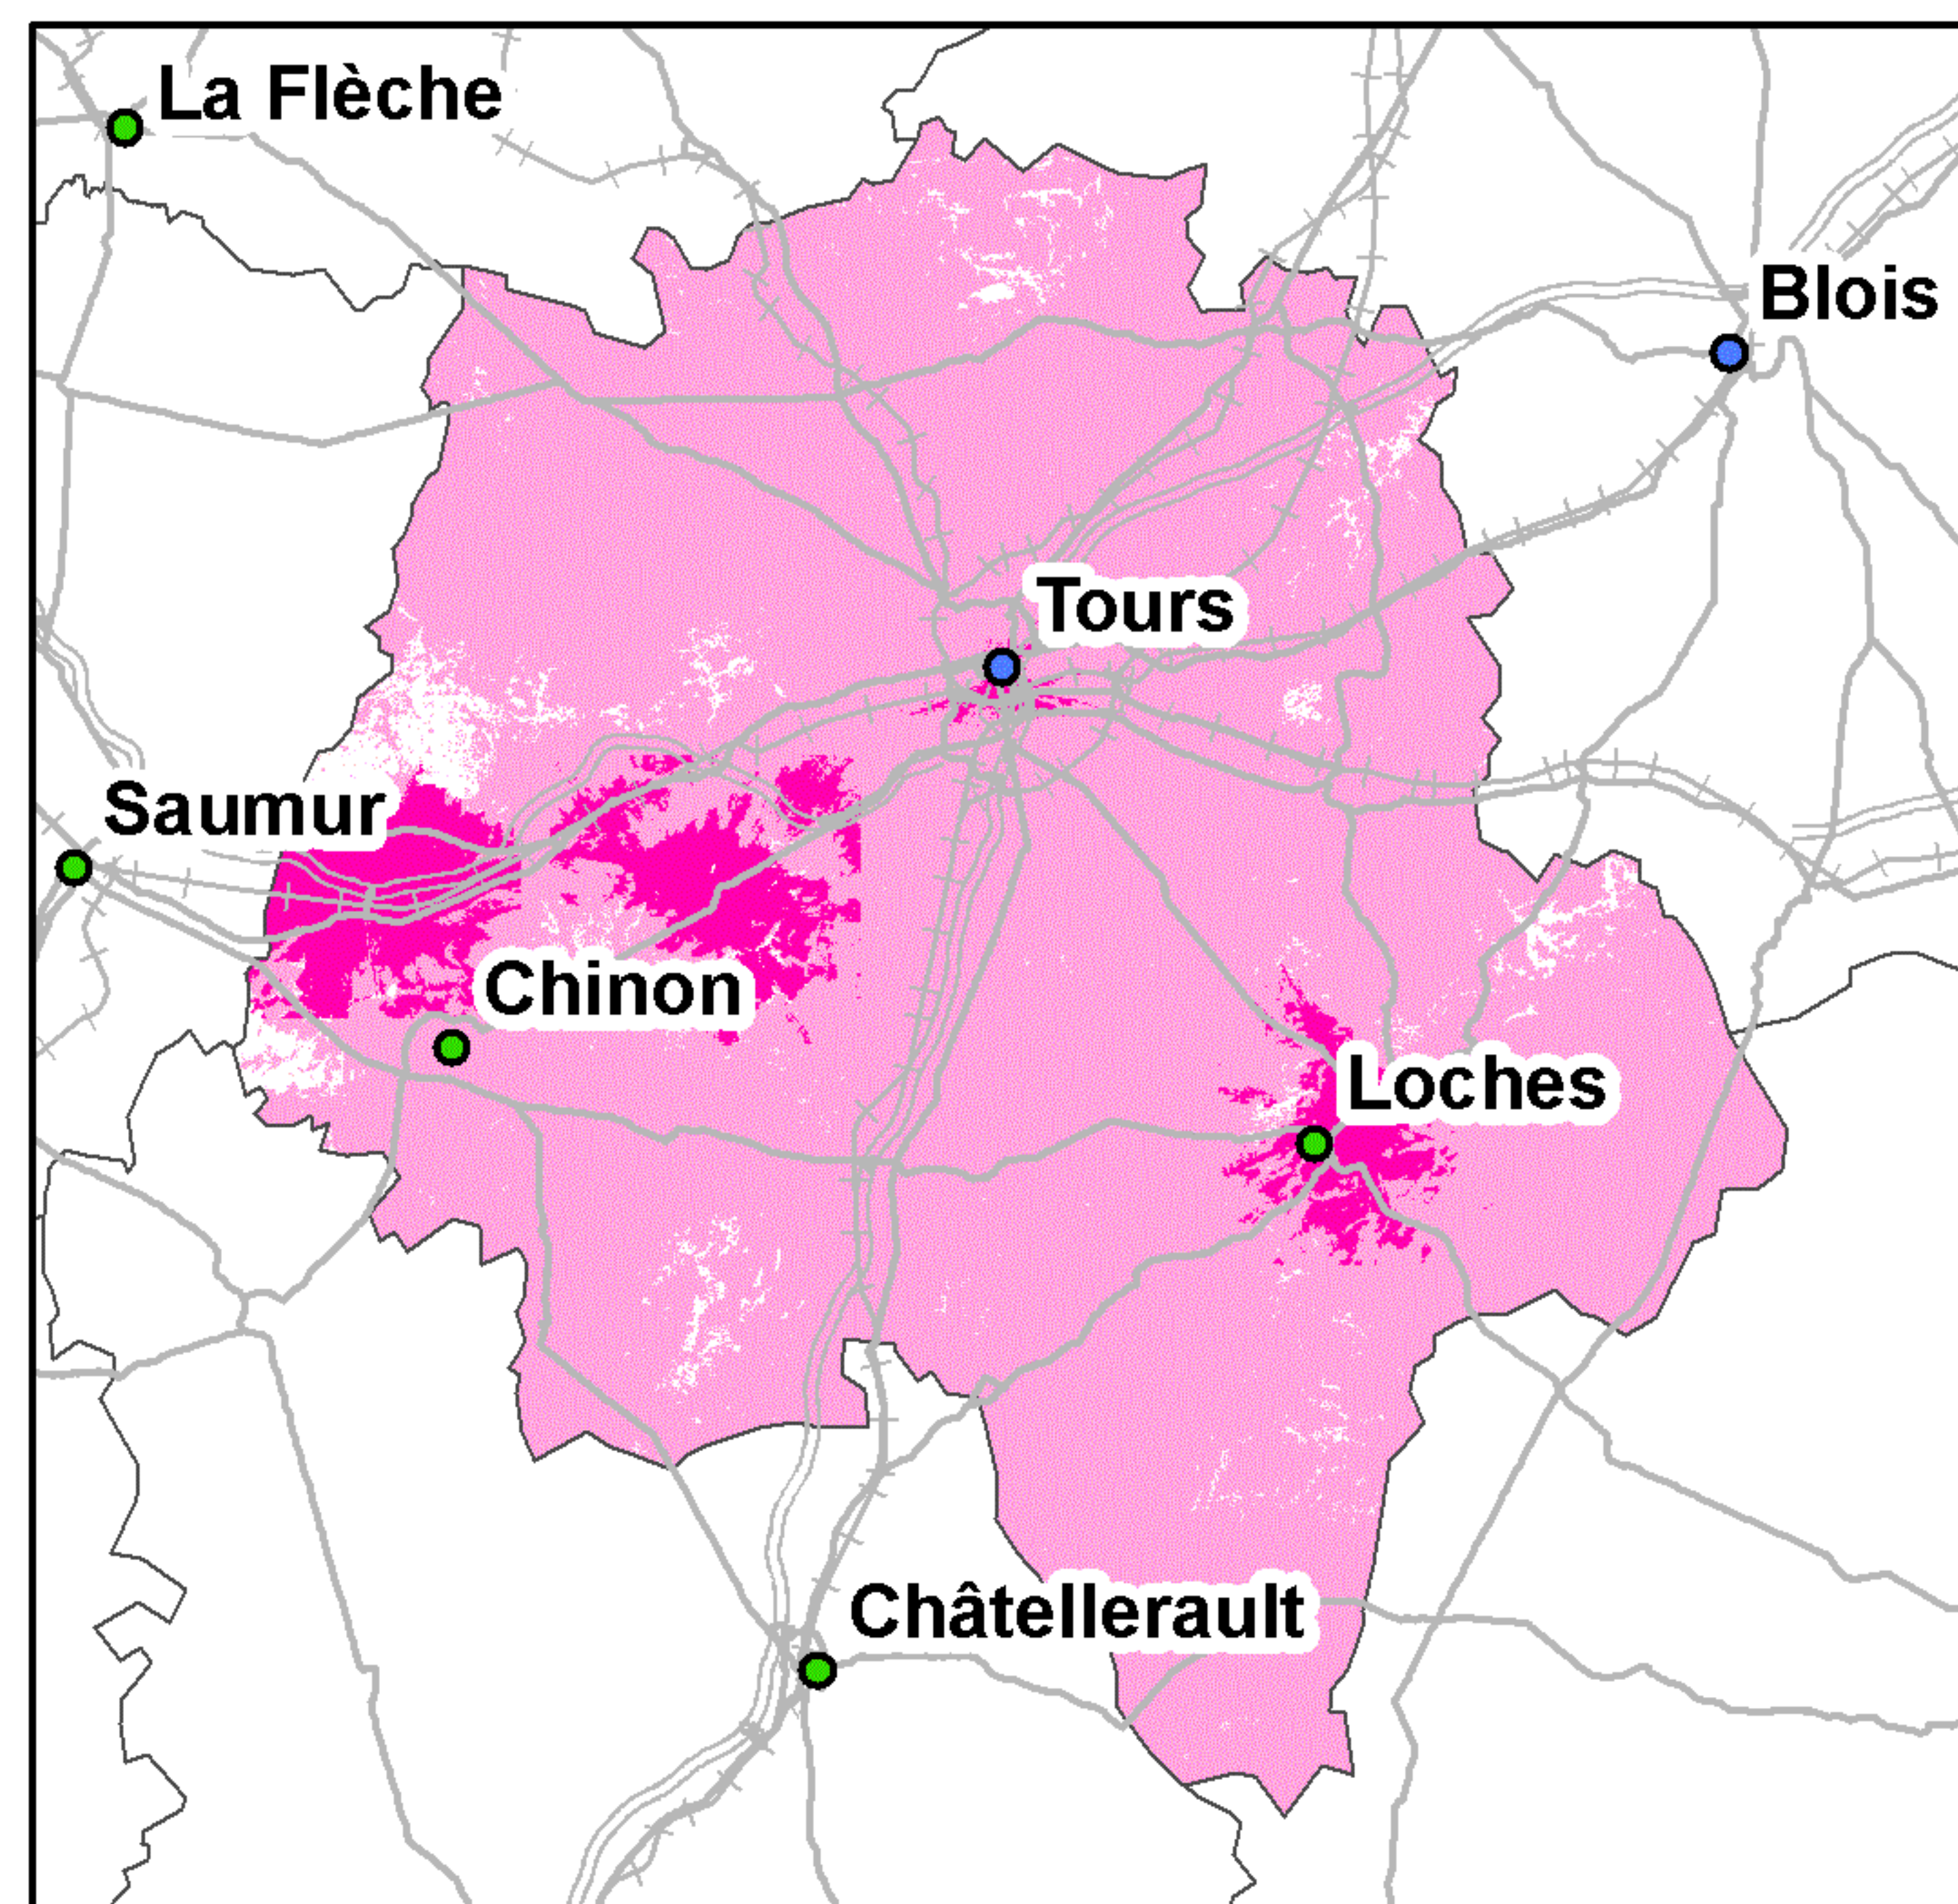 La Flèche
Blois
Tours
Saumur
Chinon
Loches
Châtellerault